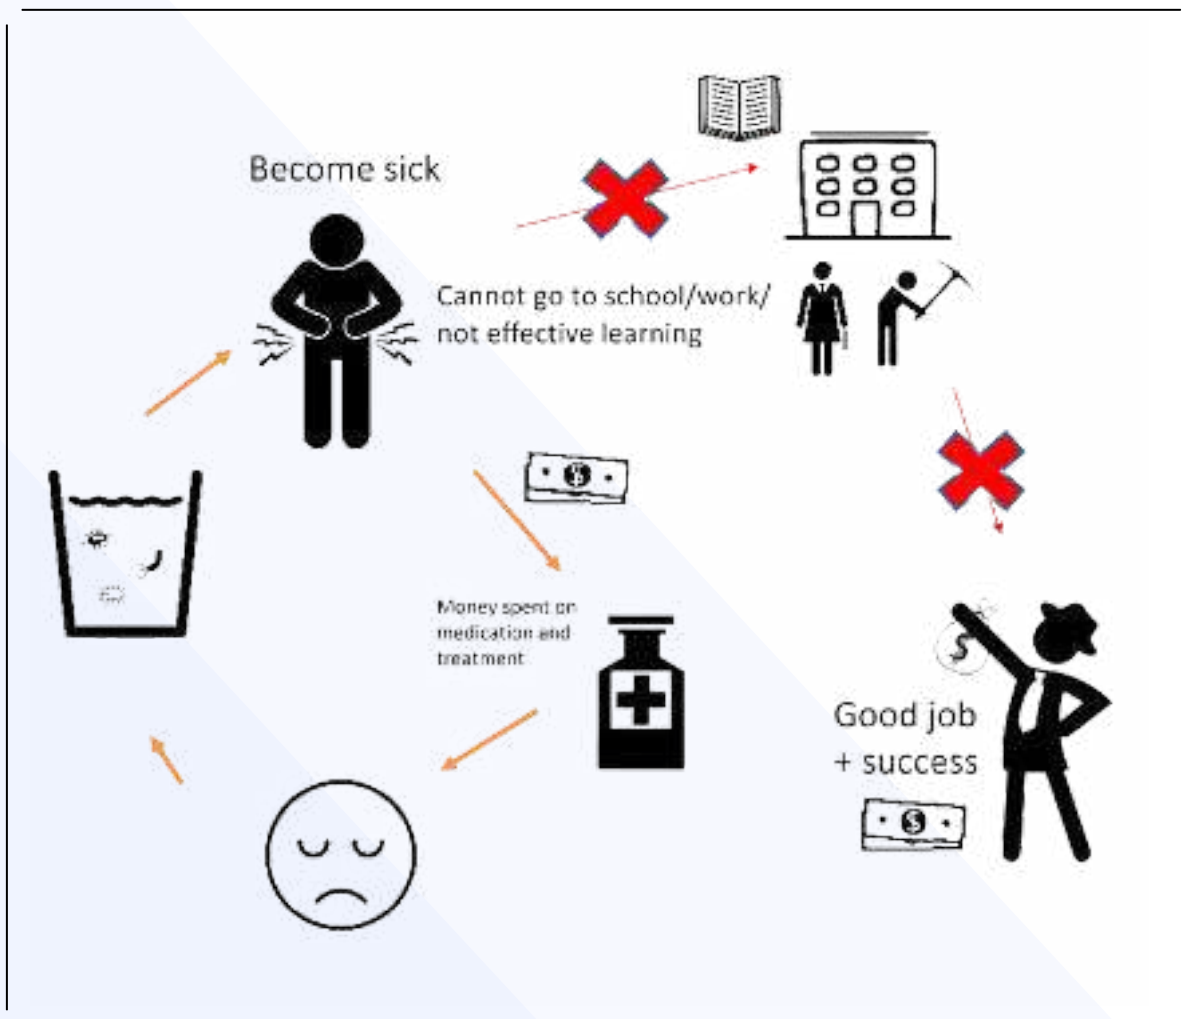 Become sick
Cannot go to school/work/
not effective learning
Money spent on
medication and
treatment
Good job
+ success